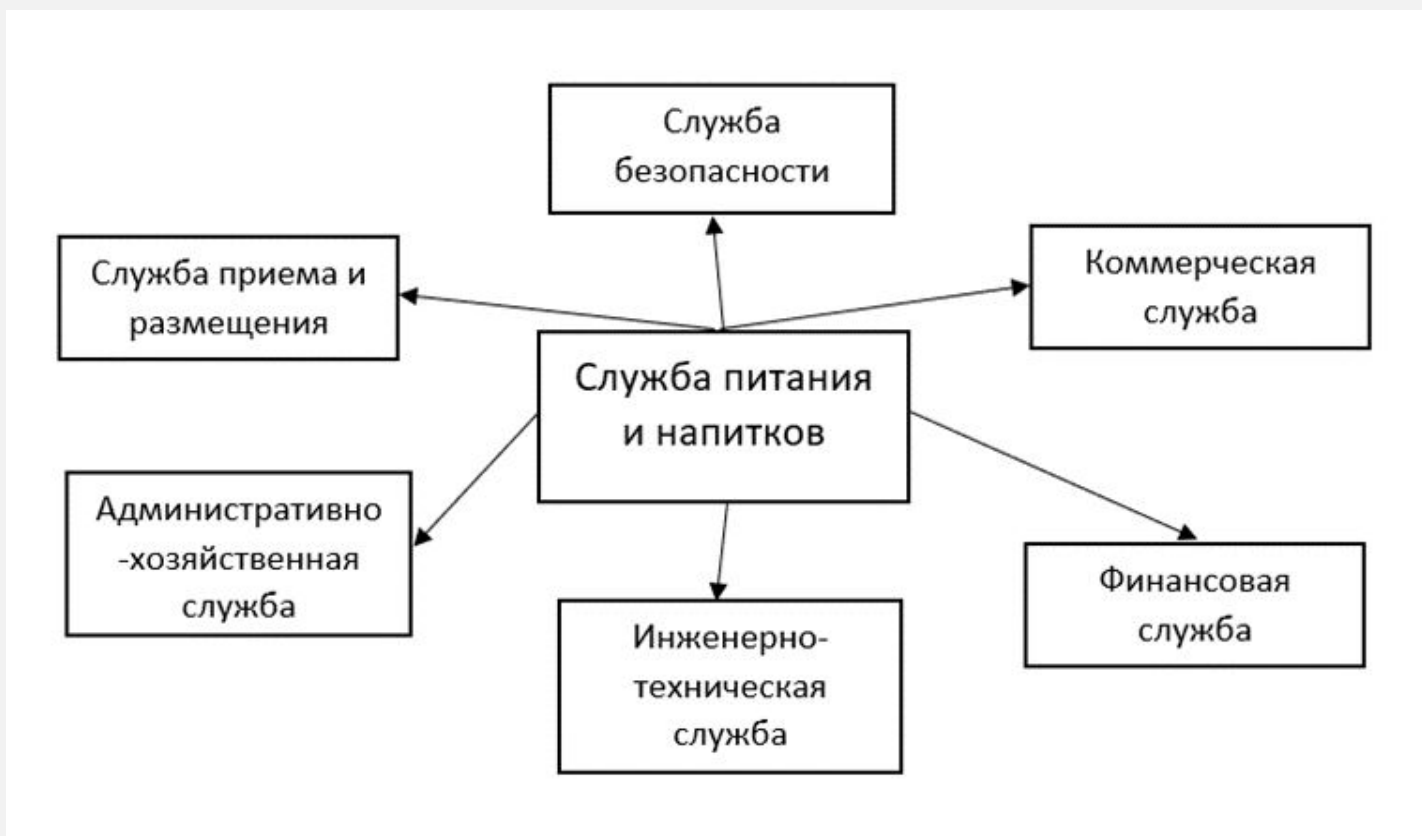 Служба
безопасности
Служба приема и
размещения
Коммерческая
служба
Служба питания
и напитков
Административно
-хозяйственная
служба
Инженерно-
техническая
служба
Финансовая
служба